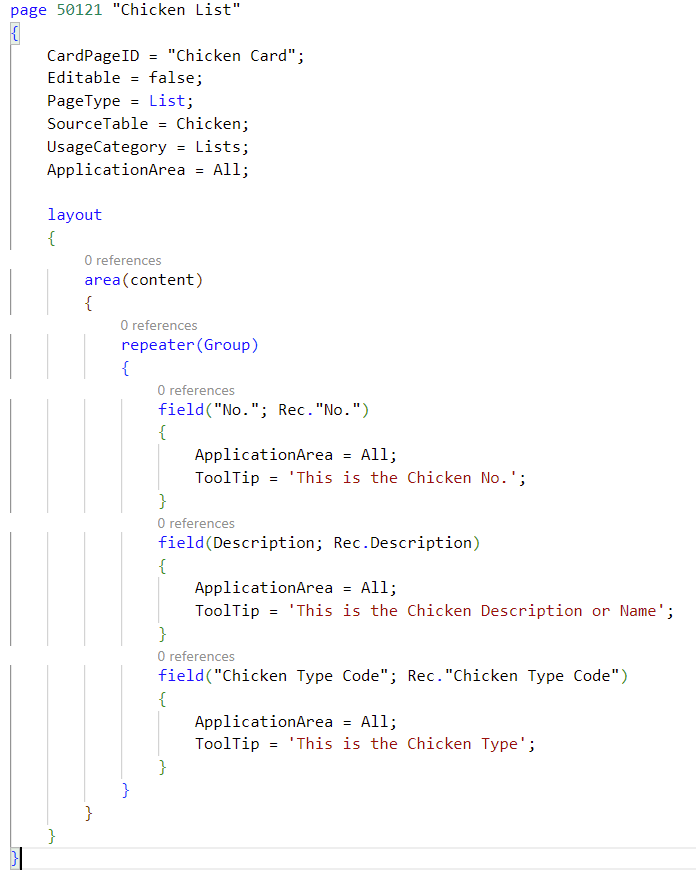 page 50121 "Chicken List"
{
CardPageID = "Chicken Card";
Editable = false;
PageType = List;
SourceTable = Chicken;
UsageCategory = Lists;
ApplicationArea = All;
layout
{
0 references
area(content)
{
0 references
repeater(Group)
{
0 references
field("No."; Rec."No.")
{
ApplicationArea = All;
ToolTip = 'This is the Chicken No.';
}
0 references
field(Description; Rec.Description)
{
ApplicationArea = All;
ToolTip = 'This is the Chicken Description or Name';
}
0 references
field("Chicken Type Code"; Rec."Chicken Type Code")
{
ApplicationArea = All;
ToolTip = 'This is the Chicken Type';
}
}
}
}
}